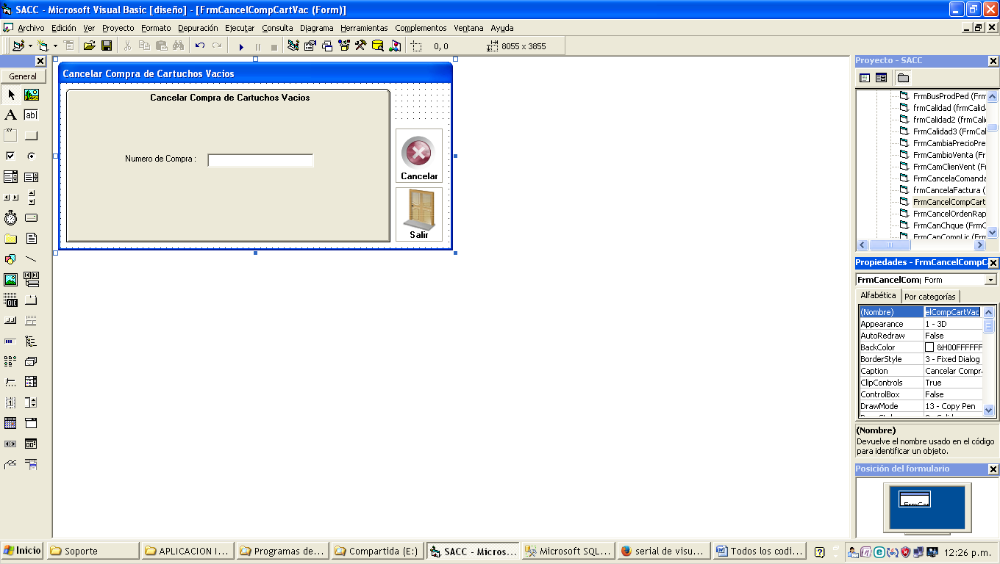 SACC - Microsoft Visual Basic [diseño] - [FrmCancelCompCartVac (Form)]
Archivo Edición Ver Proyecto Formato Depuración Ejecutar Consulta Diagrama Herramientas Complementos Ventana Ayuda
0, 0 8055 x 3855
General
A ab|
xy
OLE
Cancelar Compra de Cartuchos Vacios
Cancelar Compra de Cartuchos Vacios
Numero de Compra :
Cancelar
Salir
Proyecto - SACC
FrmBusProdPed (Frm
frmCalidad (frmCalid
frmCalidad2 (frmCali
FrmCalidad3 (FrmCal
FrmCambiaPrecioPre
FrmCambioVenta (Fr
FrmCamClienVent (Fr
FrmCancelaComanda
frmCancelaFactura (
FrmCancelCompCart
FrmCancelOrdenRap
FrmCanChque (FrmC
FrmCanCompLic (Frm
Propiedades - FrmCancelCompC
FrmCancelCom Form
Alfabética Por categorías
(Nombre) elCompCartVac
Appearance 1 - 3D
AutoRedraw False
BackColor &H00FFFFFF
BorderStyle 3 - Fixed Dialog
Caption Cancelar Compra
ClipControls True
ControlBox False
DrawMode 13 - Copy Pen
(Nombre)
Devuelve el nombre usado en el código
para identificar un objeto.
Posición del formulario
FrmCan
Inicio Soporte APLICACION I... Programas de... Compartida (E:) SACC - Micros... Microsoft SQL... serial de visu... Todos los codi... 12:26 p.m.